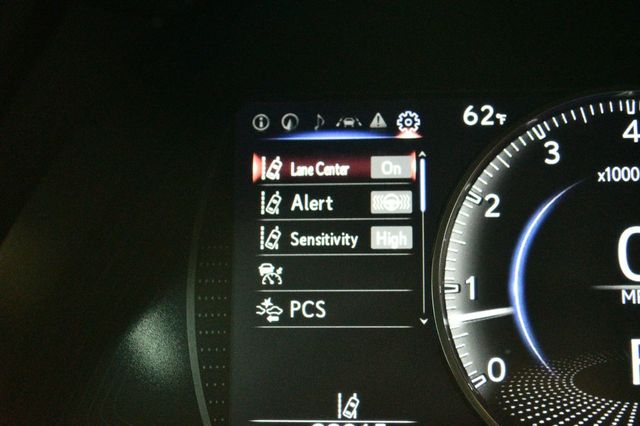 62°F
Lane Center On
Alert
Sensitivity High
PCS
4
3
x1000
2
1
0